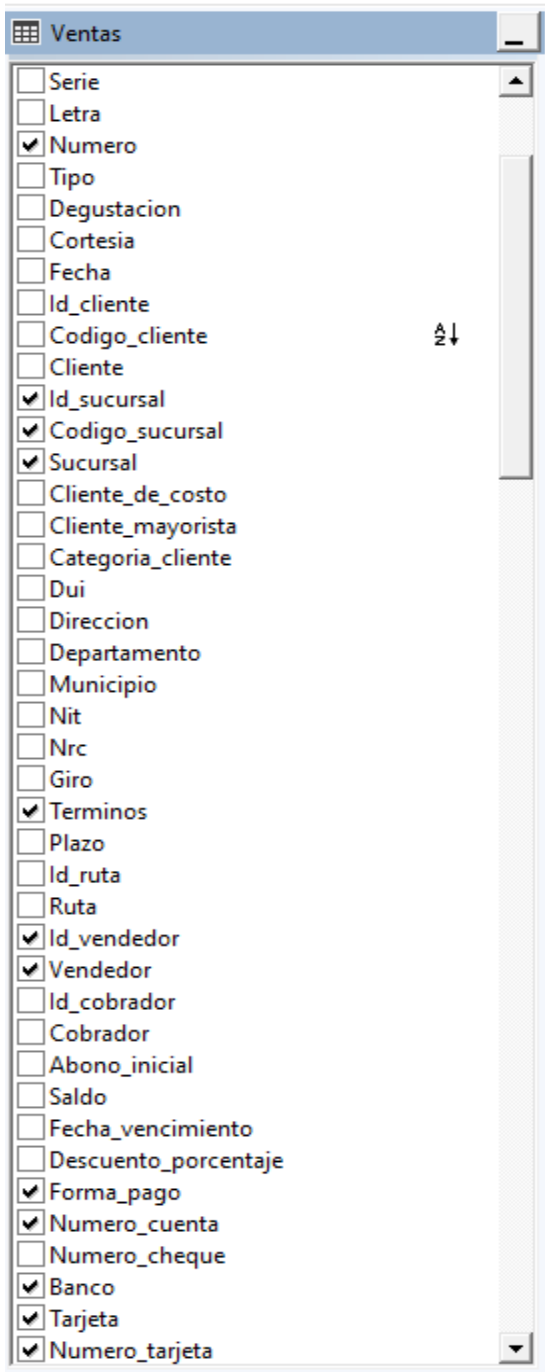 Ventas
Serie
Letra
Numero
Tipo
Degustacion
Cortesia
Fecha
Id_cliente
Codigo_cliente
Cliente
Id_sucursal
Codigo_sucursal
Sucursal
Cliente_de_costo
Cliente_mayorista
Categoria_cliente
Dui
Direccion
Departamento
Municipio
Nit
Nrc
Giro
Terminos
Plazo
Id_ruta
Ruta
Id_vendedor
Vendedor
Id_cobrador
Cobrador
Abono_inicial
Saldo
Fecha_vencimiento
Descuento_porcentaje
Forma_pago
Numero_cuenta
Numero_cheque
Banco
Tarjeta
Numero_tarjeta